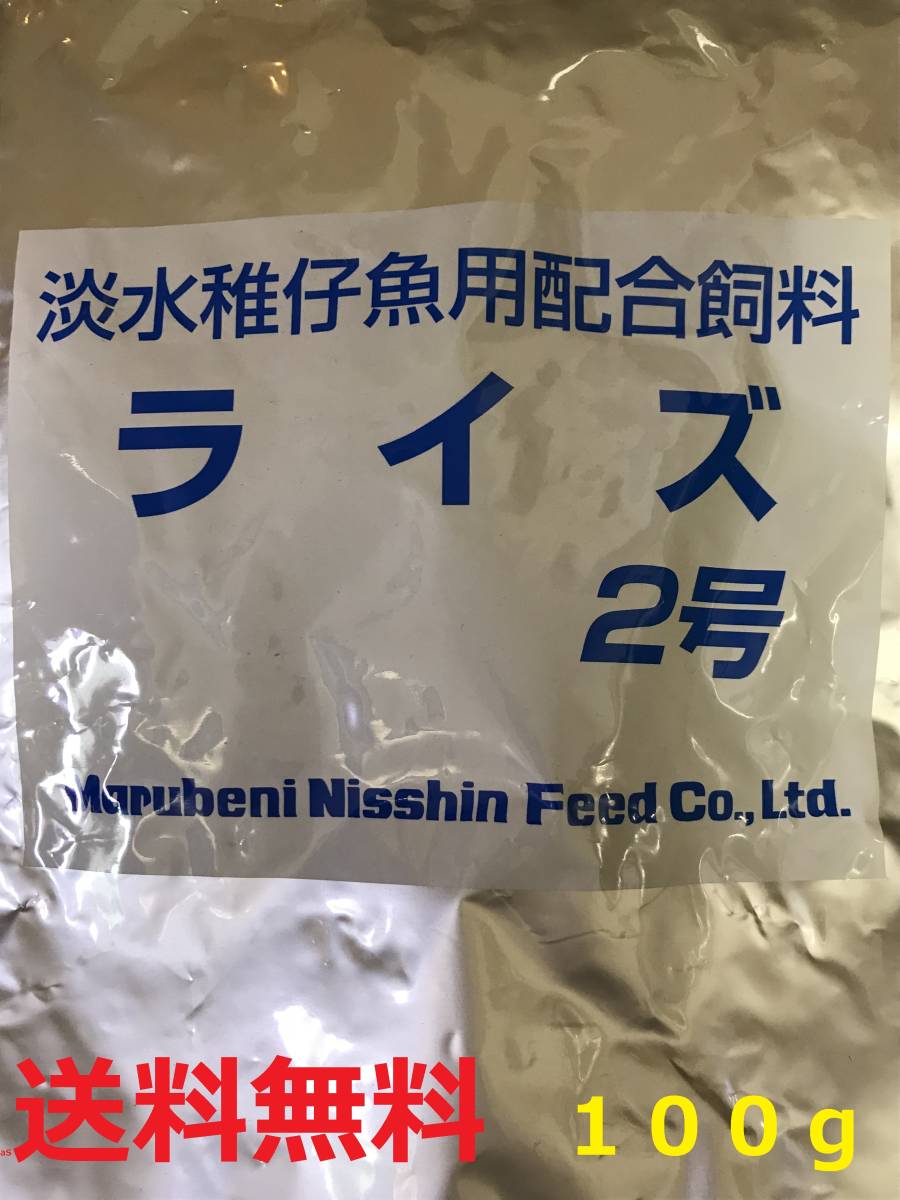 淡水稚仔魚用配合飼料
ライズ
2号
Marubeni Nisshin Feed Co., Ltd.
送料無料
100g
as